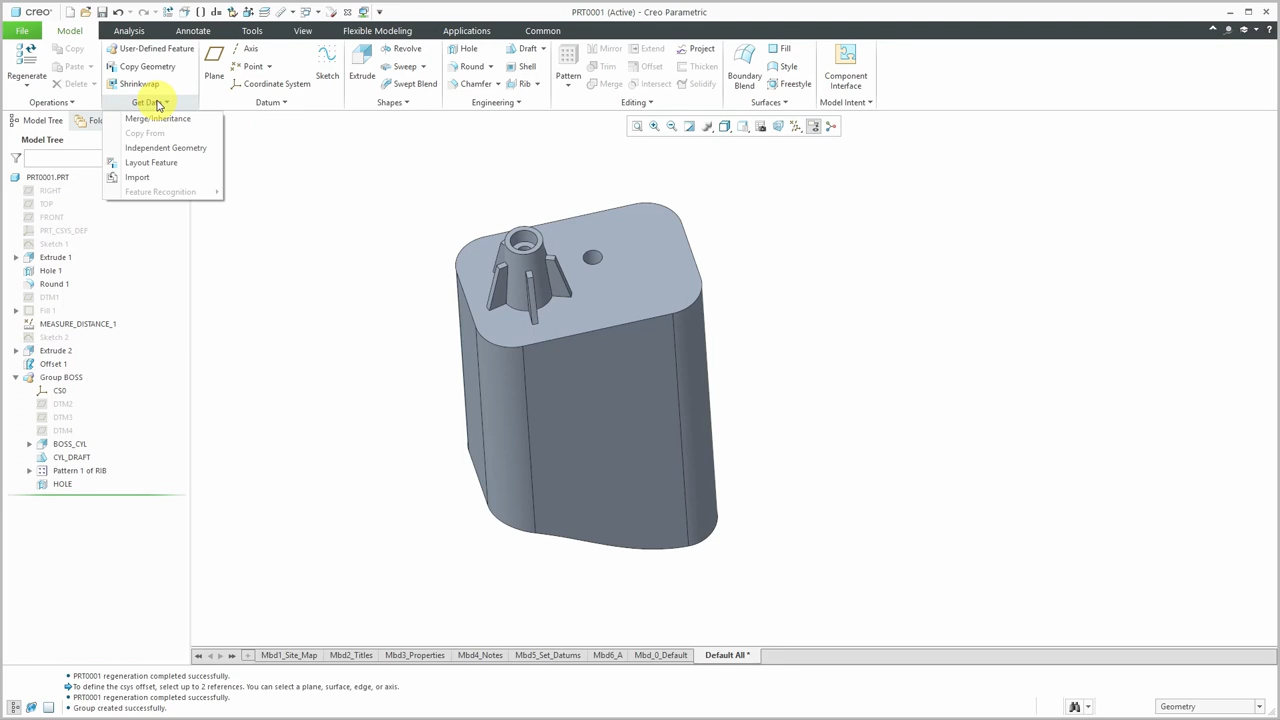 creo
PRT0001 (Active) - Creo Parametric
File
Model
Analysis
Annotate
Tools
View
Flexible Modeling
Applications
Common
Regenerate
Copy
Paste
Delete
Operations
User-Defined Feature
Copy Geometry
Shrinkwrap
Plane
Axis
Point
Coordinate System
Sketch
Datum
Extrude
Revolve
Sweep
Swept Blend
Shapes
Hole
Round
Chamfer
Draft
Shell
Rib
Engineering
Pattern
Mirror
Trim
Merge
Extend
Offset
Intersect
Project
Thicken
Solidify
Editing
Boundary
Blend
Fill
Style
Freestyle
Surfaces
Component
Interface
Model Intent
Merge/Inheritance
Copy From
Independent Geometry
Layout Feature
Import
Feature Recognition
Model Tree
Model Tree
PRT0001.PRT
RIGHT
TOP
FRONT
PRT_CSYS_DEF
Sketch 1
Extrude 1
Hole 1
Round 1
DTM1
Fill 1
MEASURE_DISTANCE_1
Sketch 2
Extrude 2
Offset 1
Group BOSS
CS0
DTM2
DTM3
DTM4
BOSS_CYL
CYL_DRAFT
Pattern 1 of RIB
HOLE
Mbd1_Site_Map
Mbd2_Titles
Mbd3_Properties
Mbd4_Notes
Mbd5_Set_Datums
Mbd6_A
Mbd_0_Default
Default All *
• PRT0001 regeneration completed successfully.
To define the csys offset, select up to 2 references. You can select a plane, surface, edge, or axis.
• PRT0001 regeneration completed successfully.
• Group created successfully.
Geometry